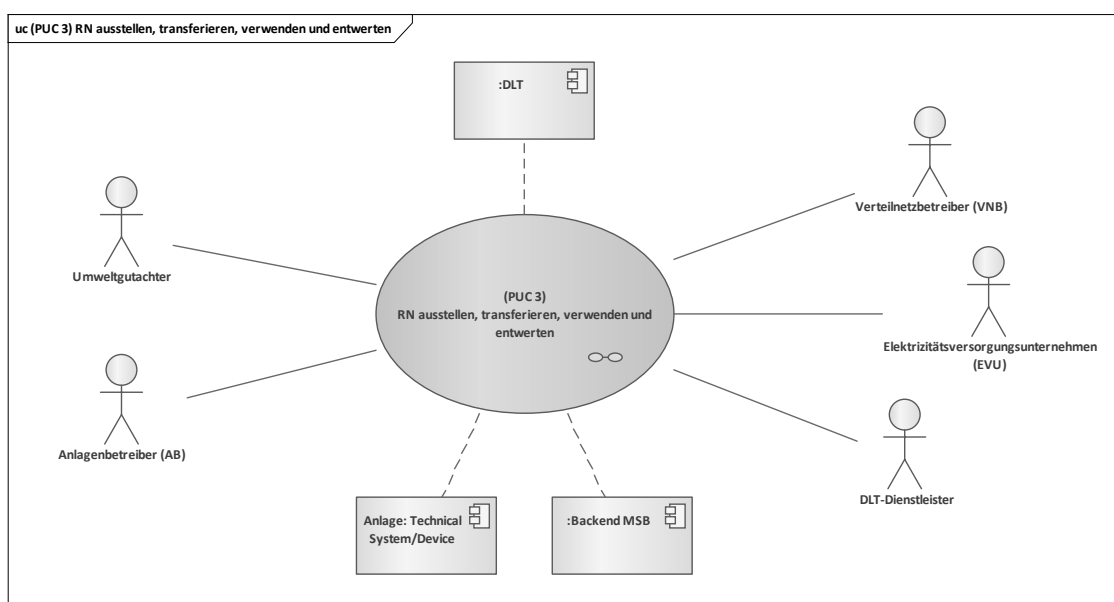 uc (PUC 3) RN ausstellen, transferieren, verwenden und entwerten
:DLT
Verteilnetzbetreiber (VNB)
Umweltgutachter
(PUC 3)
RN ausstellen, transferieren, verwenden und
entwerten
Elektrizitätsversorgungsunternehmen
(EVU)
Anlagenbetreiber (AB)
DLT-Dienstleister
Anlage: Technical
System/Device
:Backend MSB